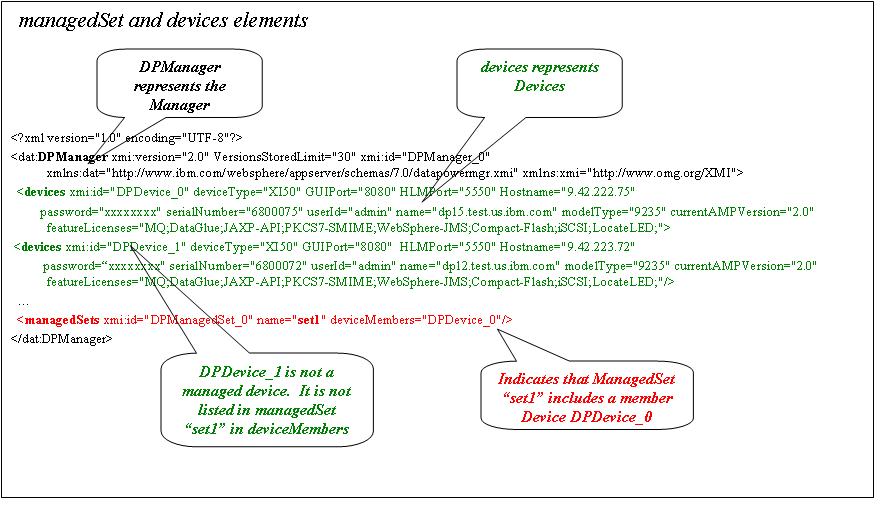 managedSet and devices elements
DPManager
represents the
Manager
devices represents
Devices
<?xml version="1.0" encoding="UTF-8"?>
<dat:DPManager xmi:version="2.0" VersionsStoredLimit="30" xmi:id="DPManager_0"
xmlns:dat="http://www.ibm.com/websphere/appserver/schemas/7.0/datapowermgr.xmi" xmlns:xmi="http://www.omg.org/XMI">
<devices xmi:id="DPDevice_0" deviceType="XI50" GUIPort="8080" HLMPort="5550" Hostname="9.42.222.75"
password="xxxxxxxx" serialNumber="6800075" userId="admin" name="dp15.test.us.ibm.com" modelType="9235" currentAMPVersion="2.0"
featureLicenses="MQ;DataGlue;JAXP-API;PKCS7-SMIME;WebSphere-JMS;Compact-Flash;iSCSI;LocateLED;">
<devices xmi:id="DPDevice_1" deviceType="XI50" GUIPort="8080" HLMPort="5550" Hostname="9.42.223.72"
password=“xxxxxxxx" serialNumber="6800072" userId="admin" name="dp12.test.us.ibm.com" modelType="9235" currentAMPVersion="2.0"
featureLicenses="MQ;DataGlue;JAXP-API;PKCS7-SMIME;WebSphere-JMS;Compact-Flash;iSCSI;LocateLED;"/>
...
<managedSets xmi:id="DPManagedSet_0" name="set1" deviceMembers="DPDevice_0"/>
</dat:DPManager>
DPDevice_1 is not a
managed device. It is not
listed in managedSet
“set1” in deviceMembers
Indicates that ManagedSet
“set1” includes a member
Device DPDevice_0